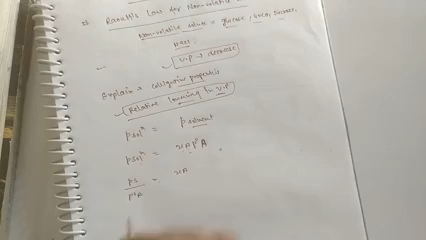 Raoult's Law for Non-volatile
Non-volatile solute = glucose, urea, sucrose.
V.P → decrease
Explain → colligative properties
Relative lowering in V.P
psolⁿ = psolvent
psolⁿ = xA p°A
ps/p°A = xA